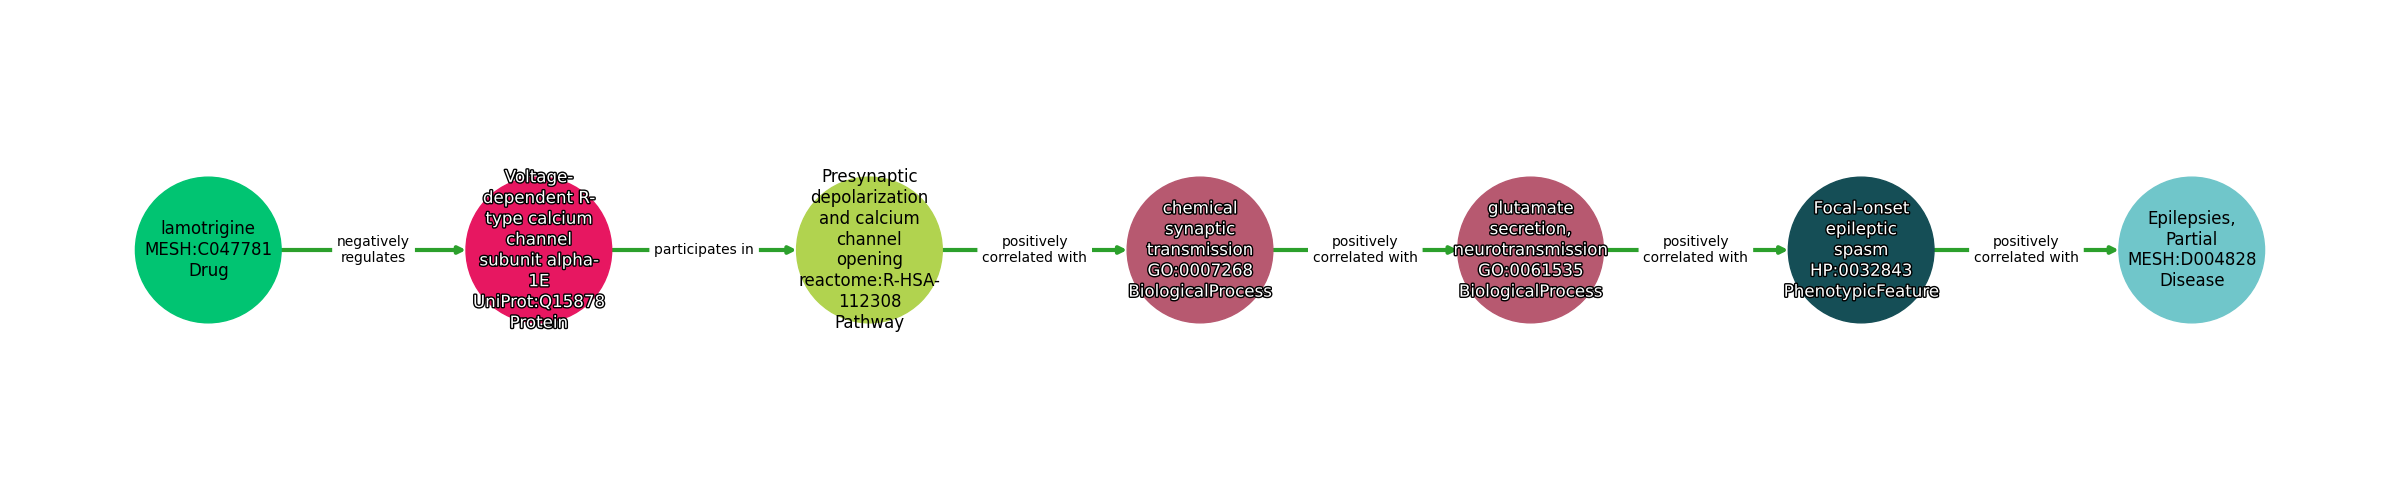 lamotrigine
MESH:C047781
Drug
negatively
regulates
Voltage-
dependent R-
type calcium
channel
subunit alpha-
1E
UniProt:Q15878
Protein
participates in
Presynaptic
depolarization
and calcium
channel
opening
reactome:R-HSA-
112308
Pathway
positively
correlated with
chemical
synaptic
transmission
GO:0007268
BiologicalProcess
positively
correlated with
glutamate
secretion,
neurotransmission
GO:0061535
BiologicalProcess
positively
correlated with
Focal-onset
epileptic
spasm
HP:0032843
PhenotypicFeature
positively
correlated with
Epilepsies,
Partial
MESH:D004828
Disease